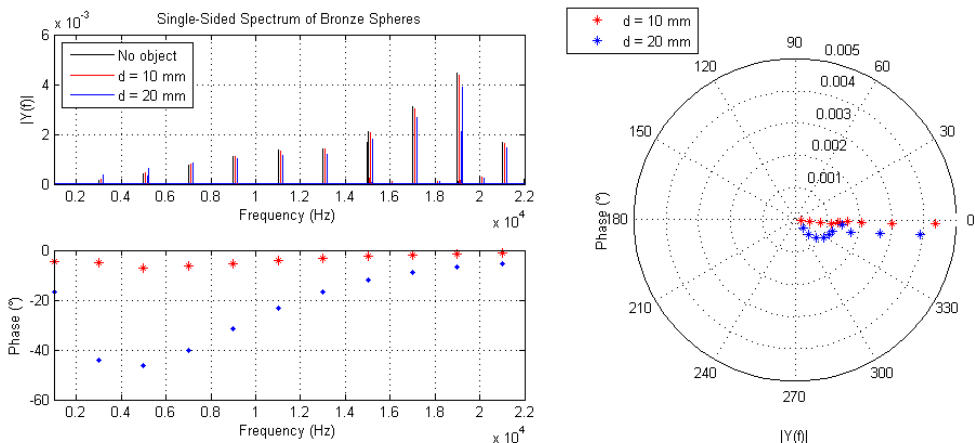 x 10⁻³
Single-Sided Spectrum of Bronze Spheres
6
4
2
0
|Y(f)|
No object
d = 10 mm
d = 20 mm
0.2 0.4 0.6 0.8 1 1.2 1.4 1.6 1.8 2 2.2
Frequency (Hz)
x 10⁴
0
-20
-40
-60
Phase (°)
0.2 0.4 0.6 0.8 1 1.2 1.4 1.6 1.8 2 2.2
Frequency (Hz)
x 10⁴
d = 10 mm
d = 20 mm
90
0.005
120
60
0.004
0.003
150
30
0.002
0.001
Phase (°)
180
0
210
330
240
300
270
|Y(f)|